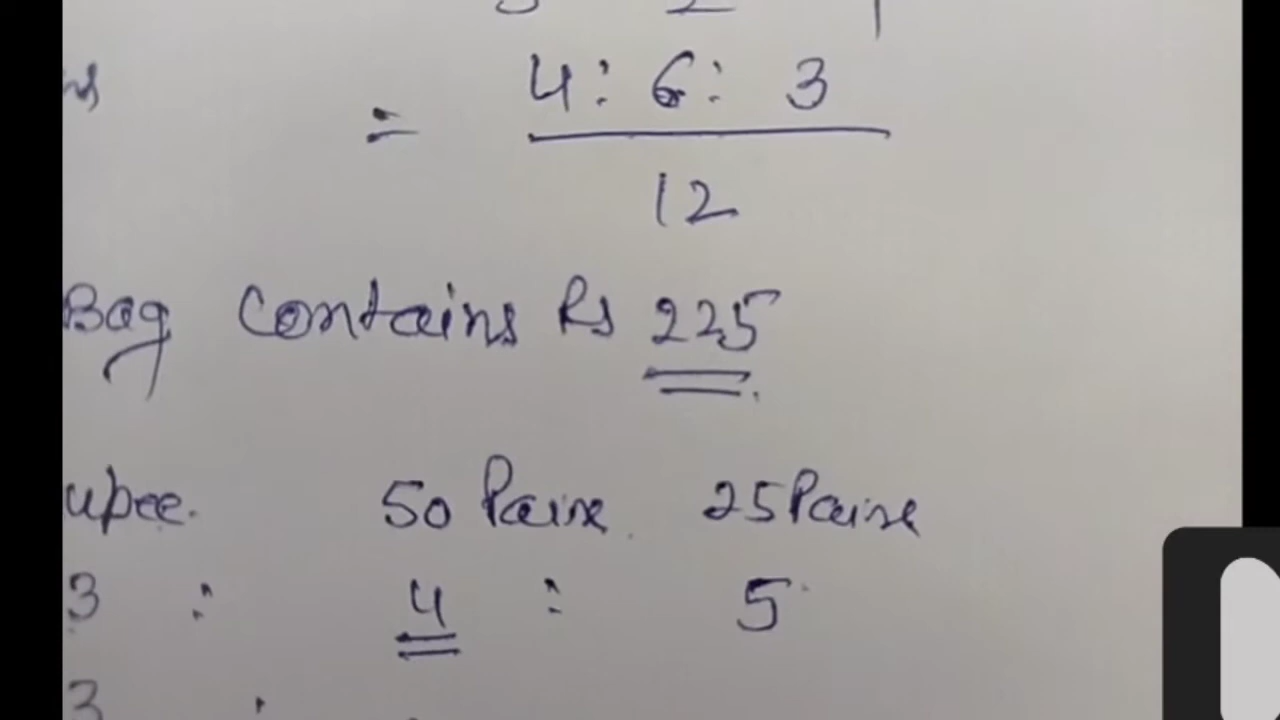 4 : 6 : 3
=
12
Bag Contains Rs 225
upee. 50 Paise 25 Paise
3 : 4 : 5
3